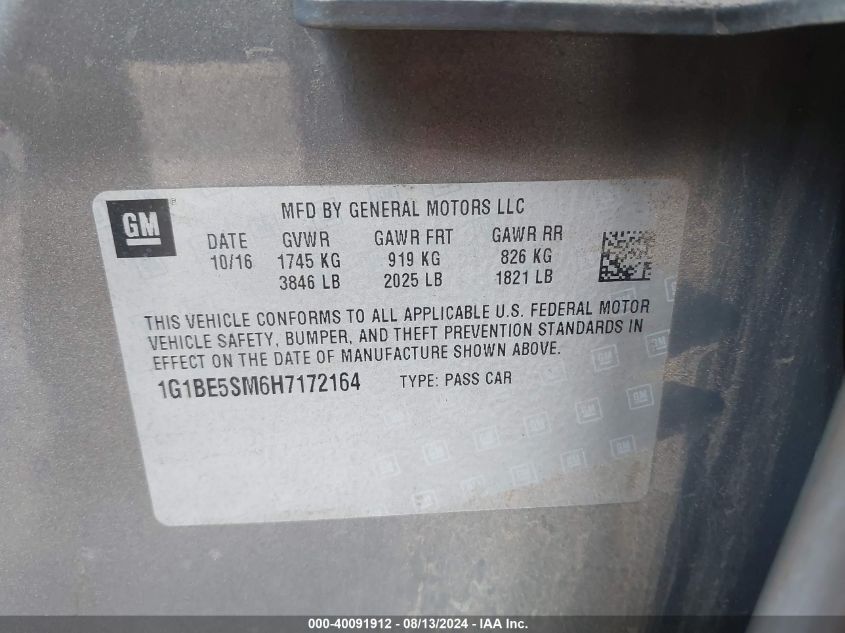 GM
MFD BY GENERAL MOTORS LLC
DATE GVWR GAWR FRT GAWR RR
10/16 1745 KG 919 KG 826 KG
3846 LB 2025 LB 1821 LB
THIS VEHICLE CONFORMS TO ALL APPLICABLE U.S. FEDERAL MOTOR
VEHICLE SAFETY, BUMPER, AND THEFT PREVENTION STANDARDS IN
EFFECT ON THE DATE OF MANUFACTURE SHOWN ABOVE.
1G1BE5SM6H7172164 TYPE: PASS CAR
000-40091912 - 08/13/2024 - IAA Inc.